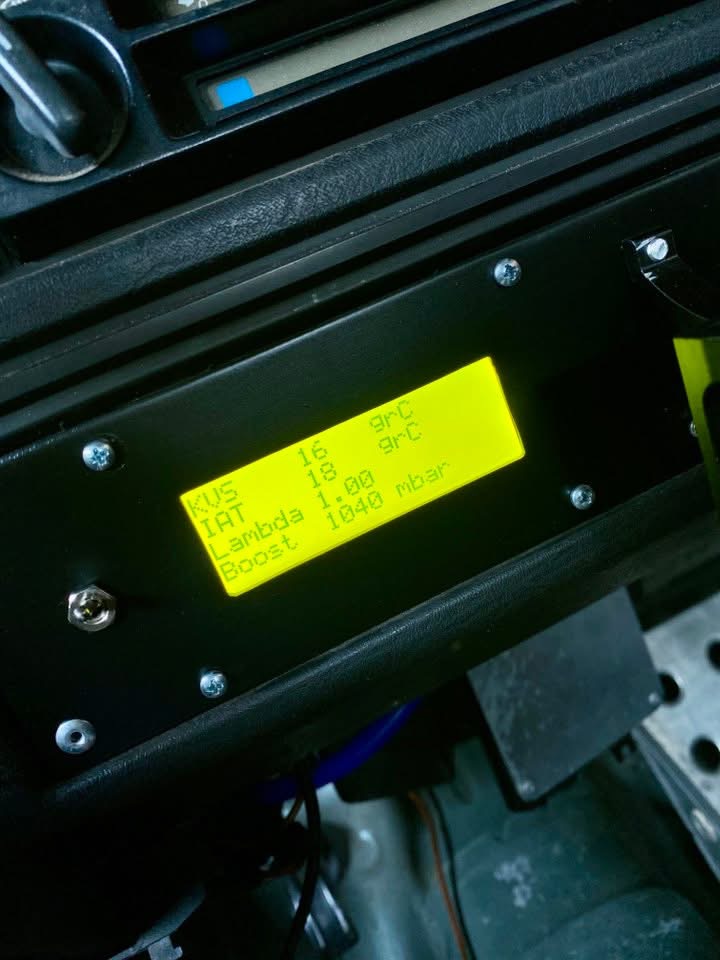 KVS 16 grC
IAT 18 grC
Lambda 1.00
Boost 1040 mbar